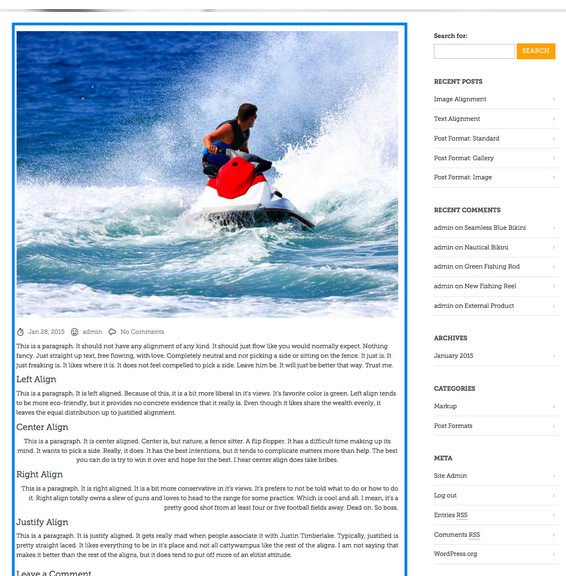 Jan 28, 2015 admin No Comments
This is a paragraph. It should not have any alignment of any kind. It should just flow like you would normally expect. Nothing
fancy. Just straight up text, free flowing, with love. Completely neutral and not picking a side or sitting on the fence. It just is. It
just freaking is. It likes where it is. It does not feel compelled to pick a side. Leave him be. It will just be better that way. Trust me.
Left Align
This is a paragraph. It is left aligned. Because of this, it is a bit more liberal in it's views. It's favorite color is green. Left align tends
to be more eco-friendly, but it provides no concrete evidence that it really is. Even though it likes share the wealth evenly, it
leaves the equal distribution up to justified alignment.
Center Align
This is a paragraph. It is center aligned. Center is, but nature, a fence sitter. A flip flopper. It has a difficult time making up its
mind. It wants to pick a side. Really, it does. It has the best intentions, but it tends to complicate matters more than help. The best
you can do is try to win it over and hope for the best. I hear center align does take bribes.
Right Align
This is a paragraph. It is right aligned. It is a bit more conservative in it's views. It's prefers to not be told what to do or how to do
it. Right align totally owns a slew of guns and loves to head to the range for some practice. Which is cool and all. I mean, it's a
pretty good shot from at least four or five football fields away. Dead on. So boss.
Justify Align
This is a paragraph. It is justify aligned. It gets really mad when people associate it with Justin Timberlake. Typically, justified is
pretty straight laced. It likes everything to be in it's place and not all cattywampus like the rest of the aligns. I am not saying that
makes it better than the rest of the aligns, but it does tend to put off more of an elitist attitude.
Leave a Comment
Search for:
SEARCH
RECENT POSTS
Image Alignment
Text Alignment
Post Format: Standard
Post Format: Gallery
Post Format: Image
RECENT COMMENTS
admin on Seamless Blue Bikini
admin on Nautical Bikini
admin on Green Fishing Rod
admin on New Fishing Reel
admin on External Product
ARCHIVES
January 2015
CATEGORIES
Markup
Post Formats
META
Site Admin
Log out
Entries RSS
Comments RSS
WordPress.org